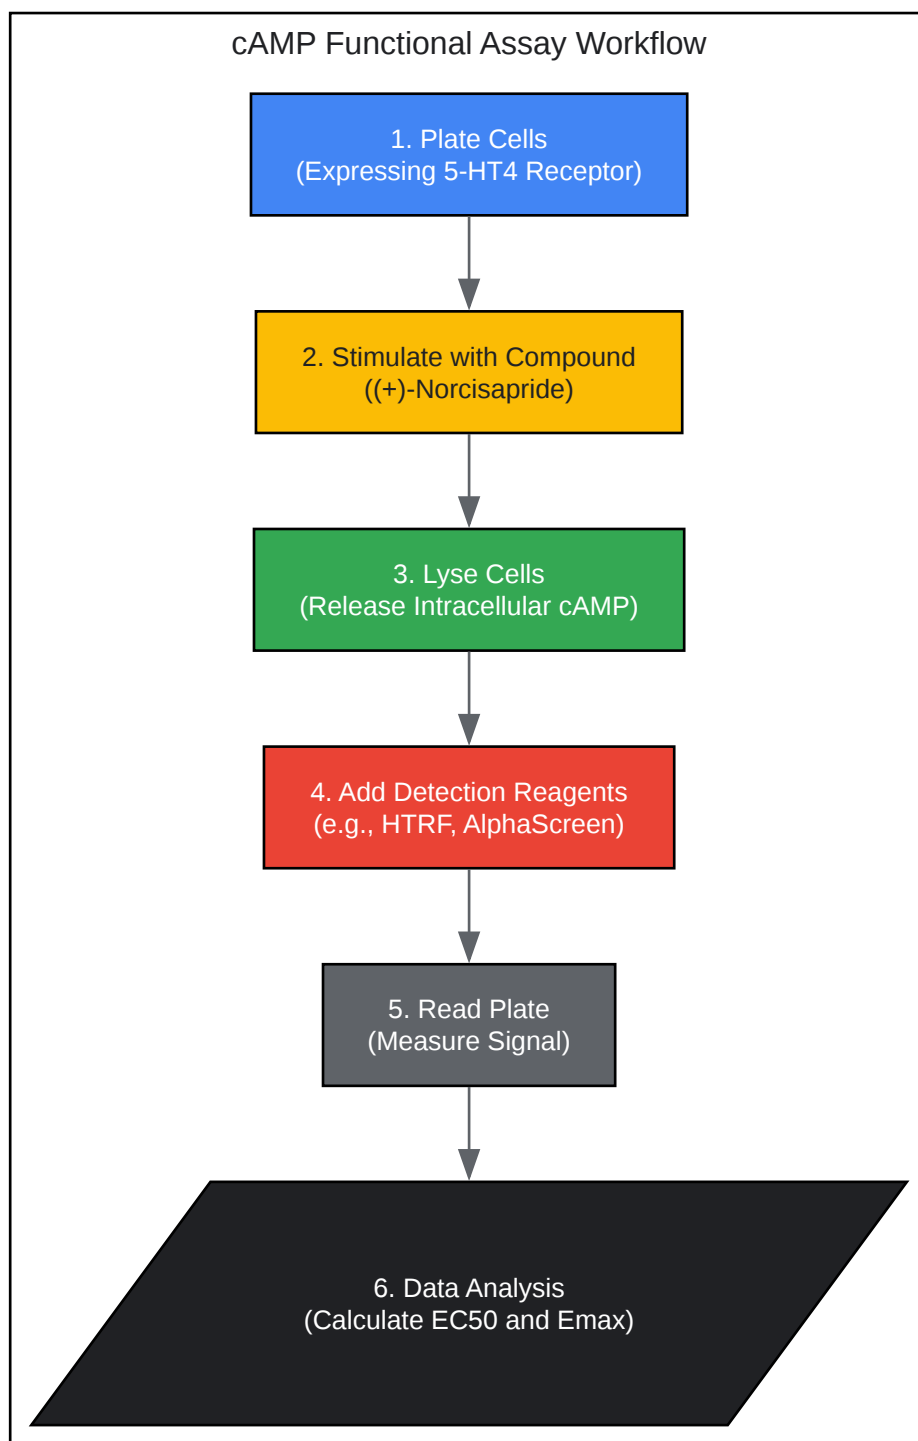 cAMP Functional Assay Workflow
1. Plate Cells
(Expressing 5-HT4 Receptor)
2. Stimulate with Compound
((+)-Norcisapride)
3. Lyse Cells
(Release Intracellular cAMP)
4. Add Detection Reagents
(e.g., HTRF, AlphaScreen)
5. Read Plate
(Measure Signal)
6. Data Analysis
(Calculate EC50 and Emax)